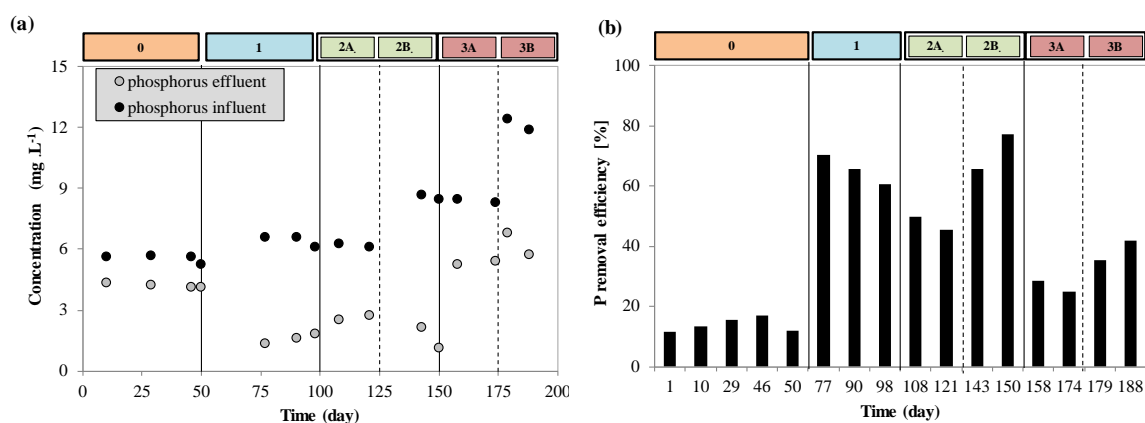 (a)
0 1 2A. 2B. 3A 3B
15
12
9
6
3
0
phosphorus effluent
phosphorus influent
Concentration (mg .L-1)
0 25 50 75 100 125 150 175 200
Time (day)
(b)
0 1 2A. 2B. 3A 3B
100
80
60
40
20
0
P removal efficiency [%]
1 10 29 46 50 77 90 98 108 121 143 150 158 174 179 188
Time (day)